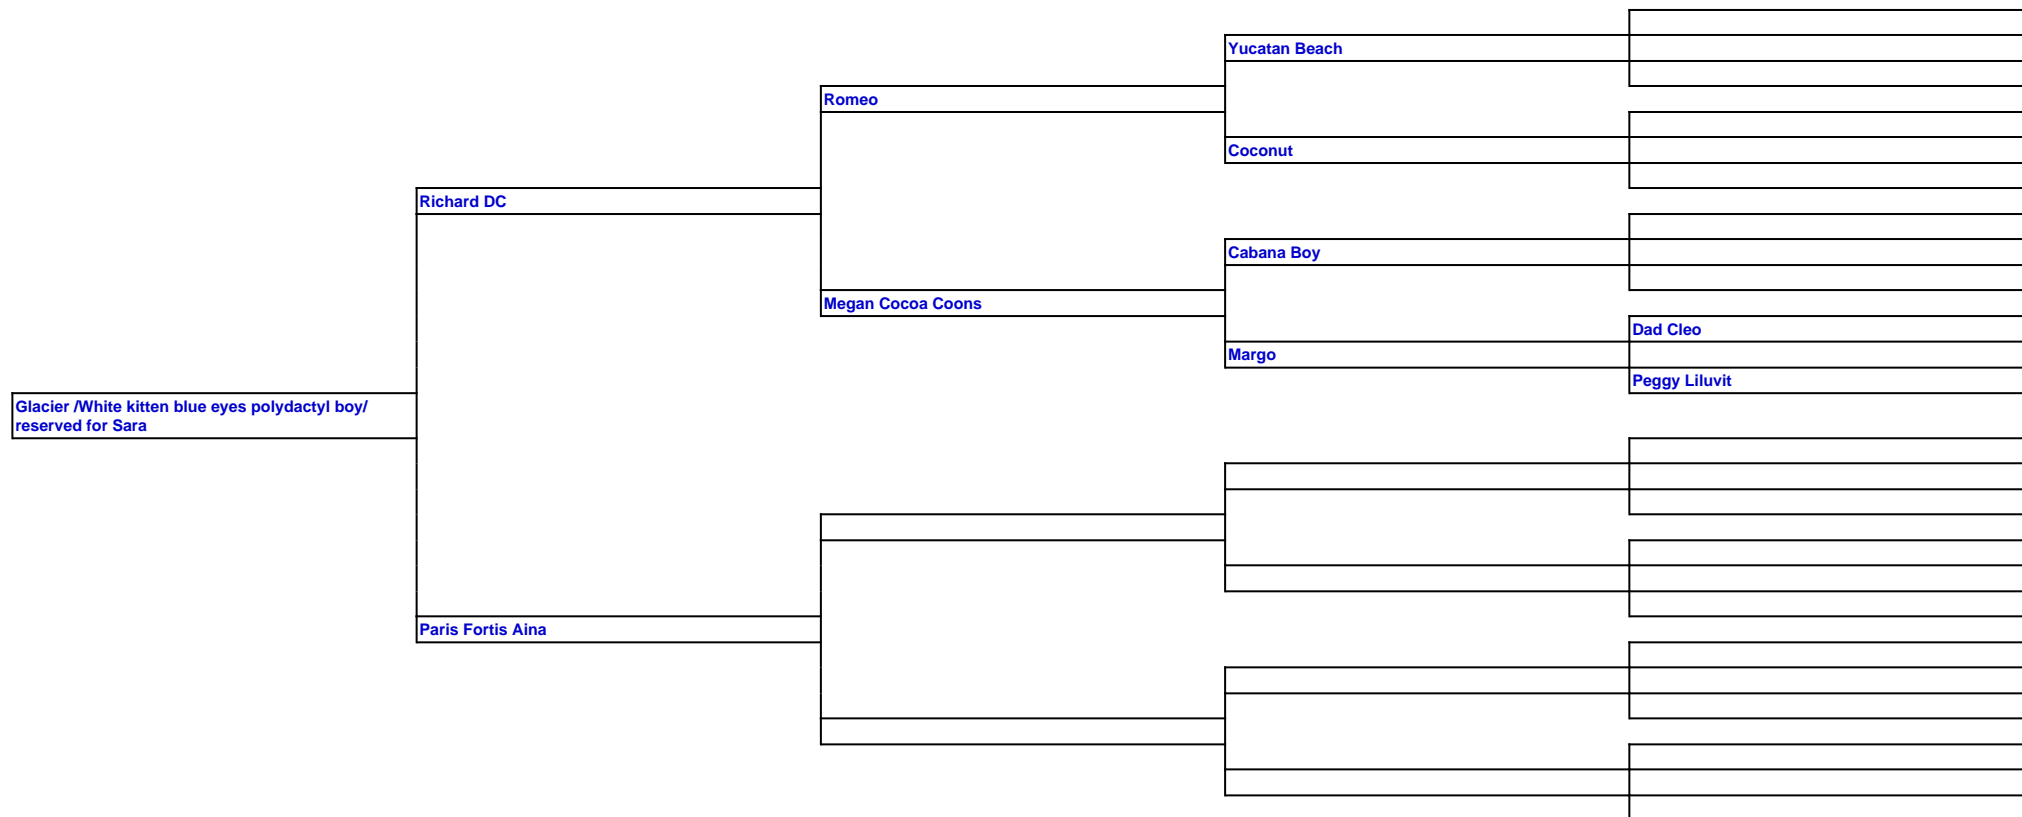 Yucatan Beach
Romeo
Coconut
Richard DC
Cabana Boy
Megan Cocoa Coons
Dad Cleo
Margo
Peggy Liluvit
Glacier /White kitten blue eyes polydactyl boy/
reserved for Sara
Paris Fortis Aina